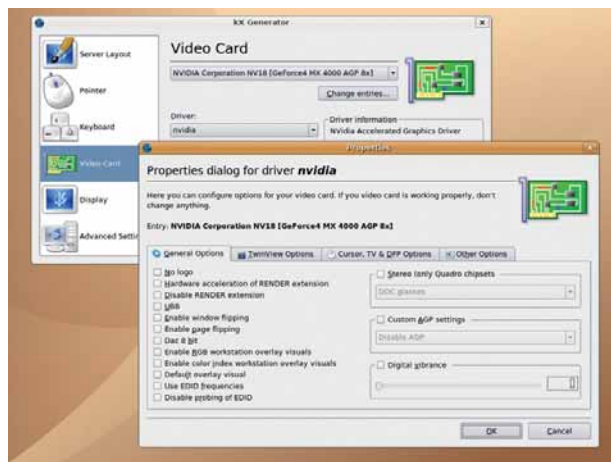 kX Generator
Server Layout
Pointer
Keyboard
Video Card
Display
Advanced Settin
Video Card
NVIDIA Corporation NV18 [GeForce4 MX 4000 AGP 8x]
Change entries...
Driver:
nvidia
Driver information
NVidia Accelerated Graphics Driver
Properties
Properties dialog for driver nvidia
Here you can configure options for your video card. If you video card is working properly, don't
change anything.
Entry: NVIDIA Corporation NV18 [GeForce4 MX 4000 AGP 8x]
General Options
TwinView Options
Cursor, TV & DFP Options
Other Options
No logo
Hardware acceleration of RENDER extension
Disable RENDER extension
UBB
Enable window flipping
Enable page flipping
Dac 8 bit
Enable RGB workstation overlay visuals
Enable color index workstation overlay visuals
Default overlay visual
Use EDID frequencies
Disable probing of EDID
Stereo (only Quadro chipsets
DDC glasses
Custom AGP settings
Disable AGP
Digital vibrance
0
OK
Cancel